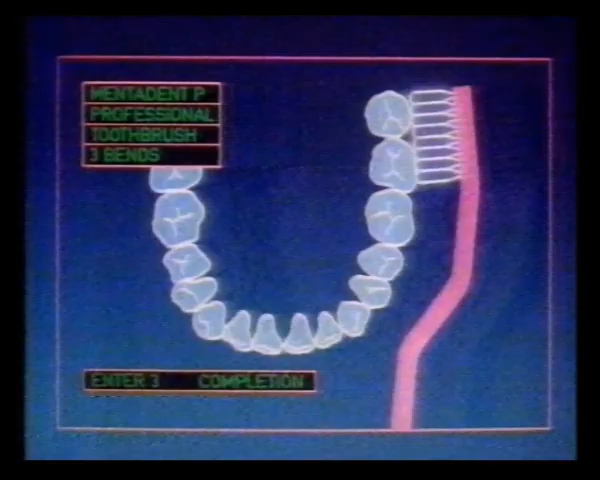 MENTADENT P
PROFESSIONAL
TOOTHBRUSH
3 BENDS
ENTER 3 COMPLETION